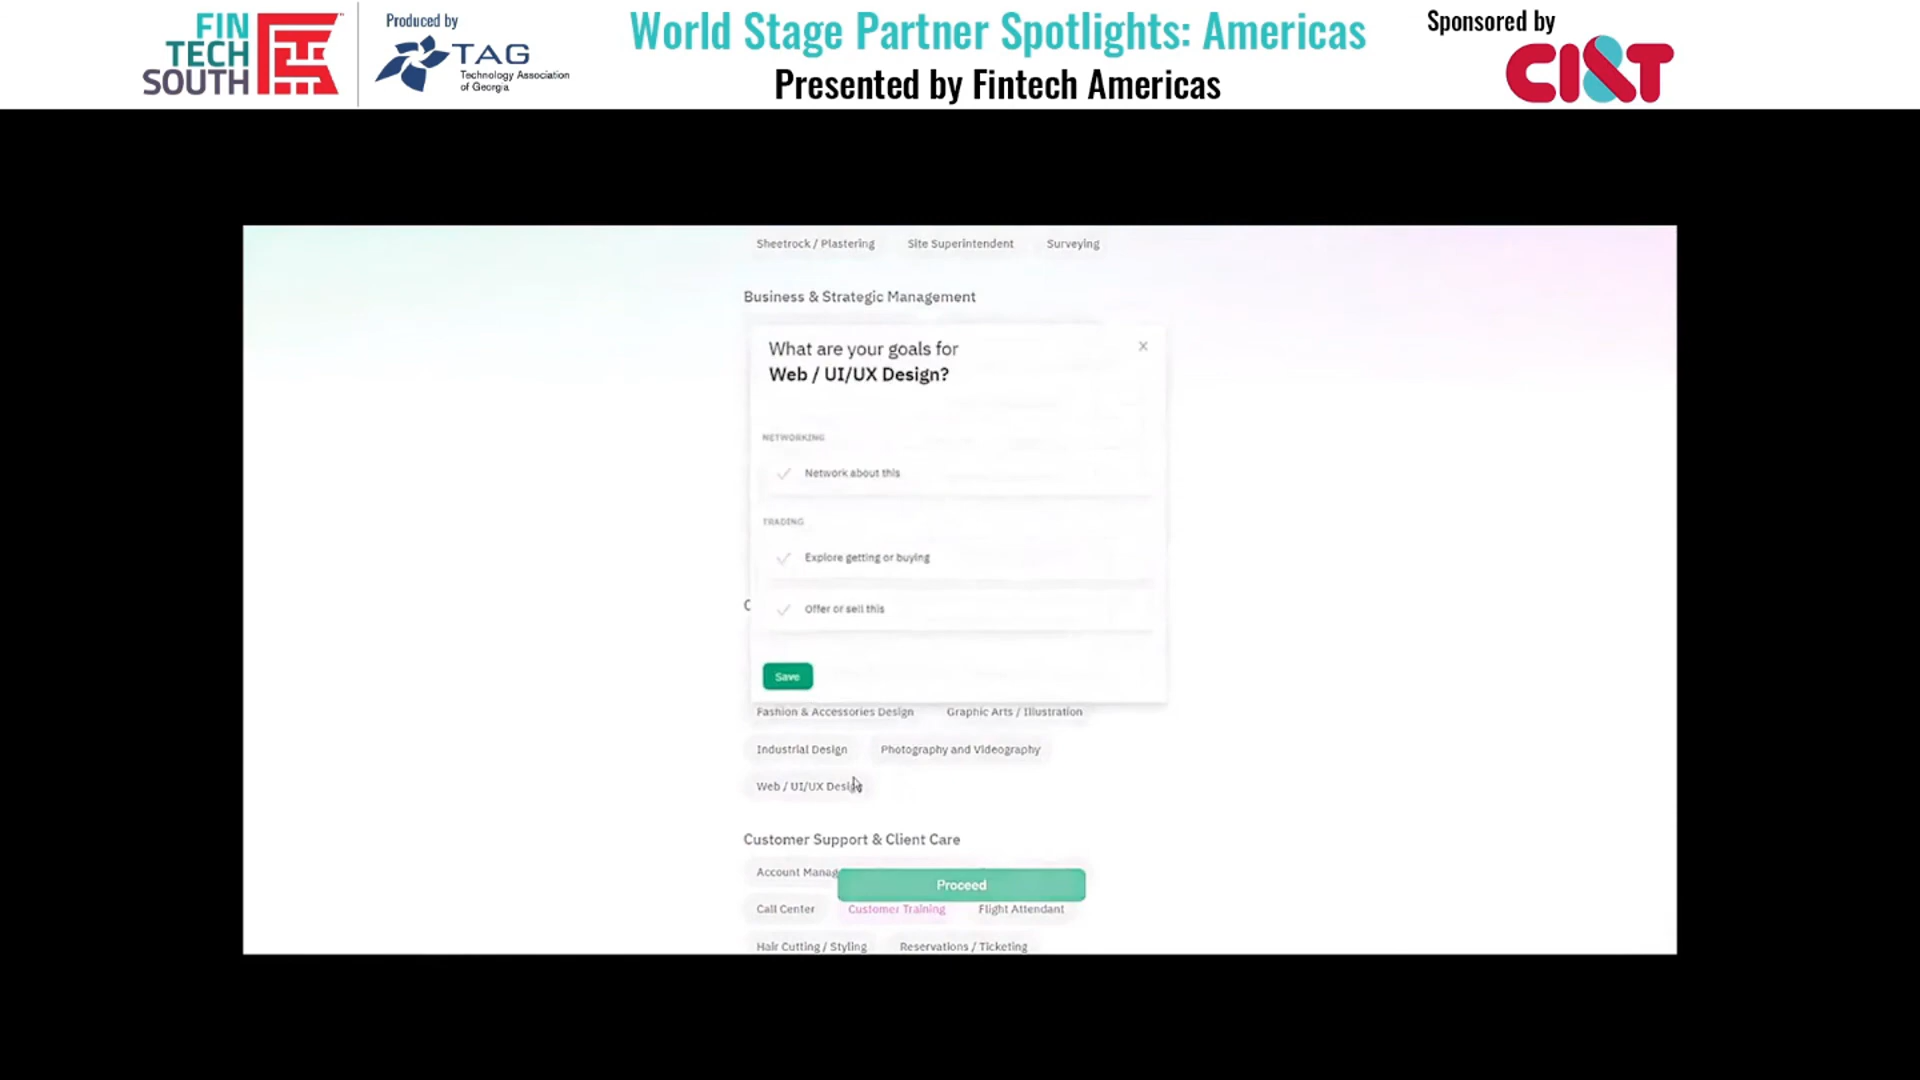 FIN
TECH
SOUTH
Produced by
TAG
Technology Association
of Georgia
World Stage Partner Spotlights: Americas
Presented by Fintech Americas
Sponsored by
CI&T
Sheetrock / Plastering Site Superintendent Surveying
Business & Strategic Management
What are your goals for
Web / UI/UX Design?
NETWORKING
Network about this
TRADING
Explore getting or buying
Offer or sell this
Save
Fashion & Accessories Design Graphic Arts / Illustration
Industrial Design Photography and Videography
Web / UI/UX Design
Customer Support & Client Care
Account Manag
Proceed
Call Center Customer Training Flight Attendant
Hair Cutting / Styling Reservations / Ticketing